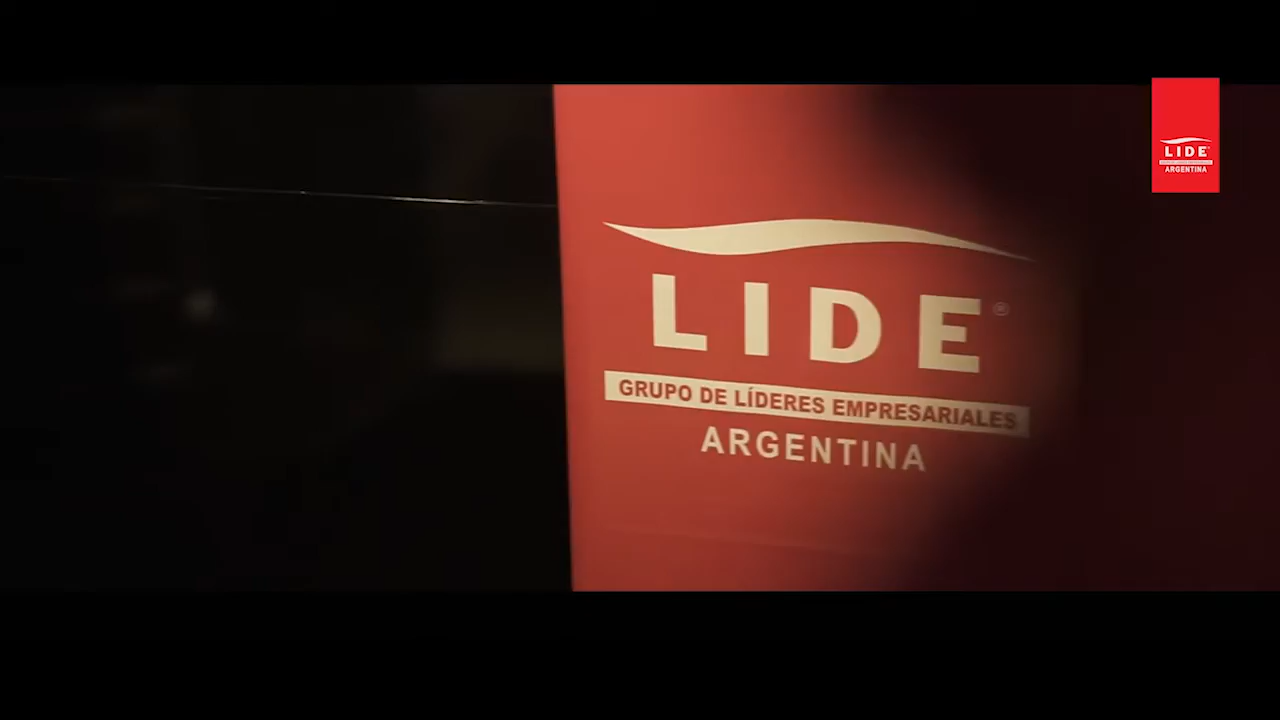 LIDE®
GRUPO DE LÍDERES EMPRESARIALES
ARGENTINA
LIDE
ARGENTINA